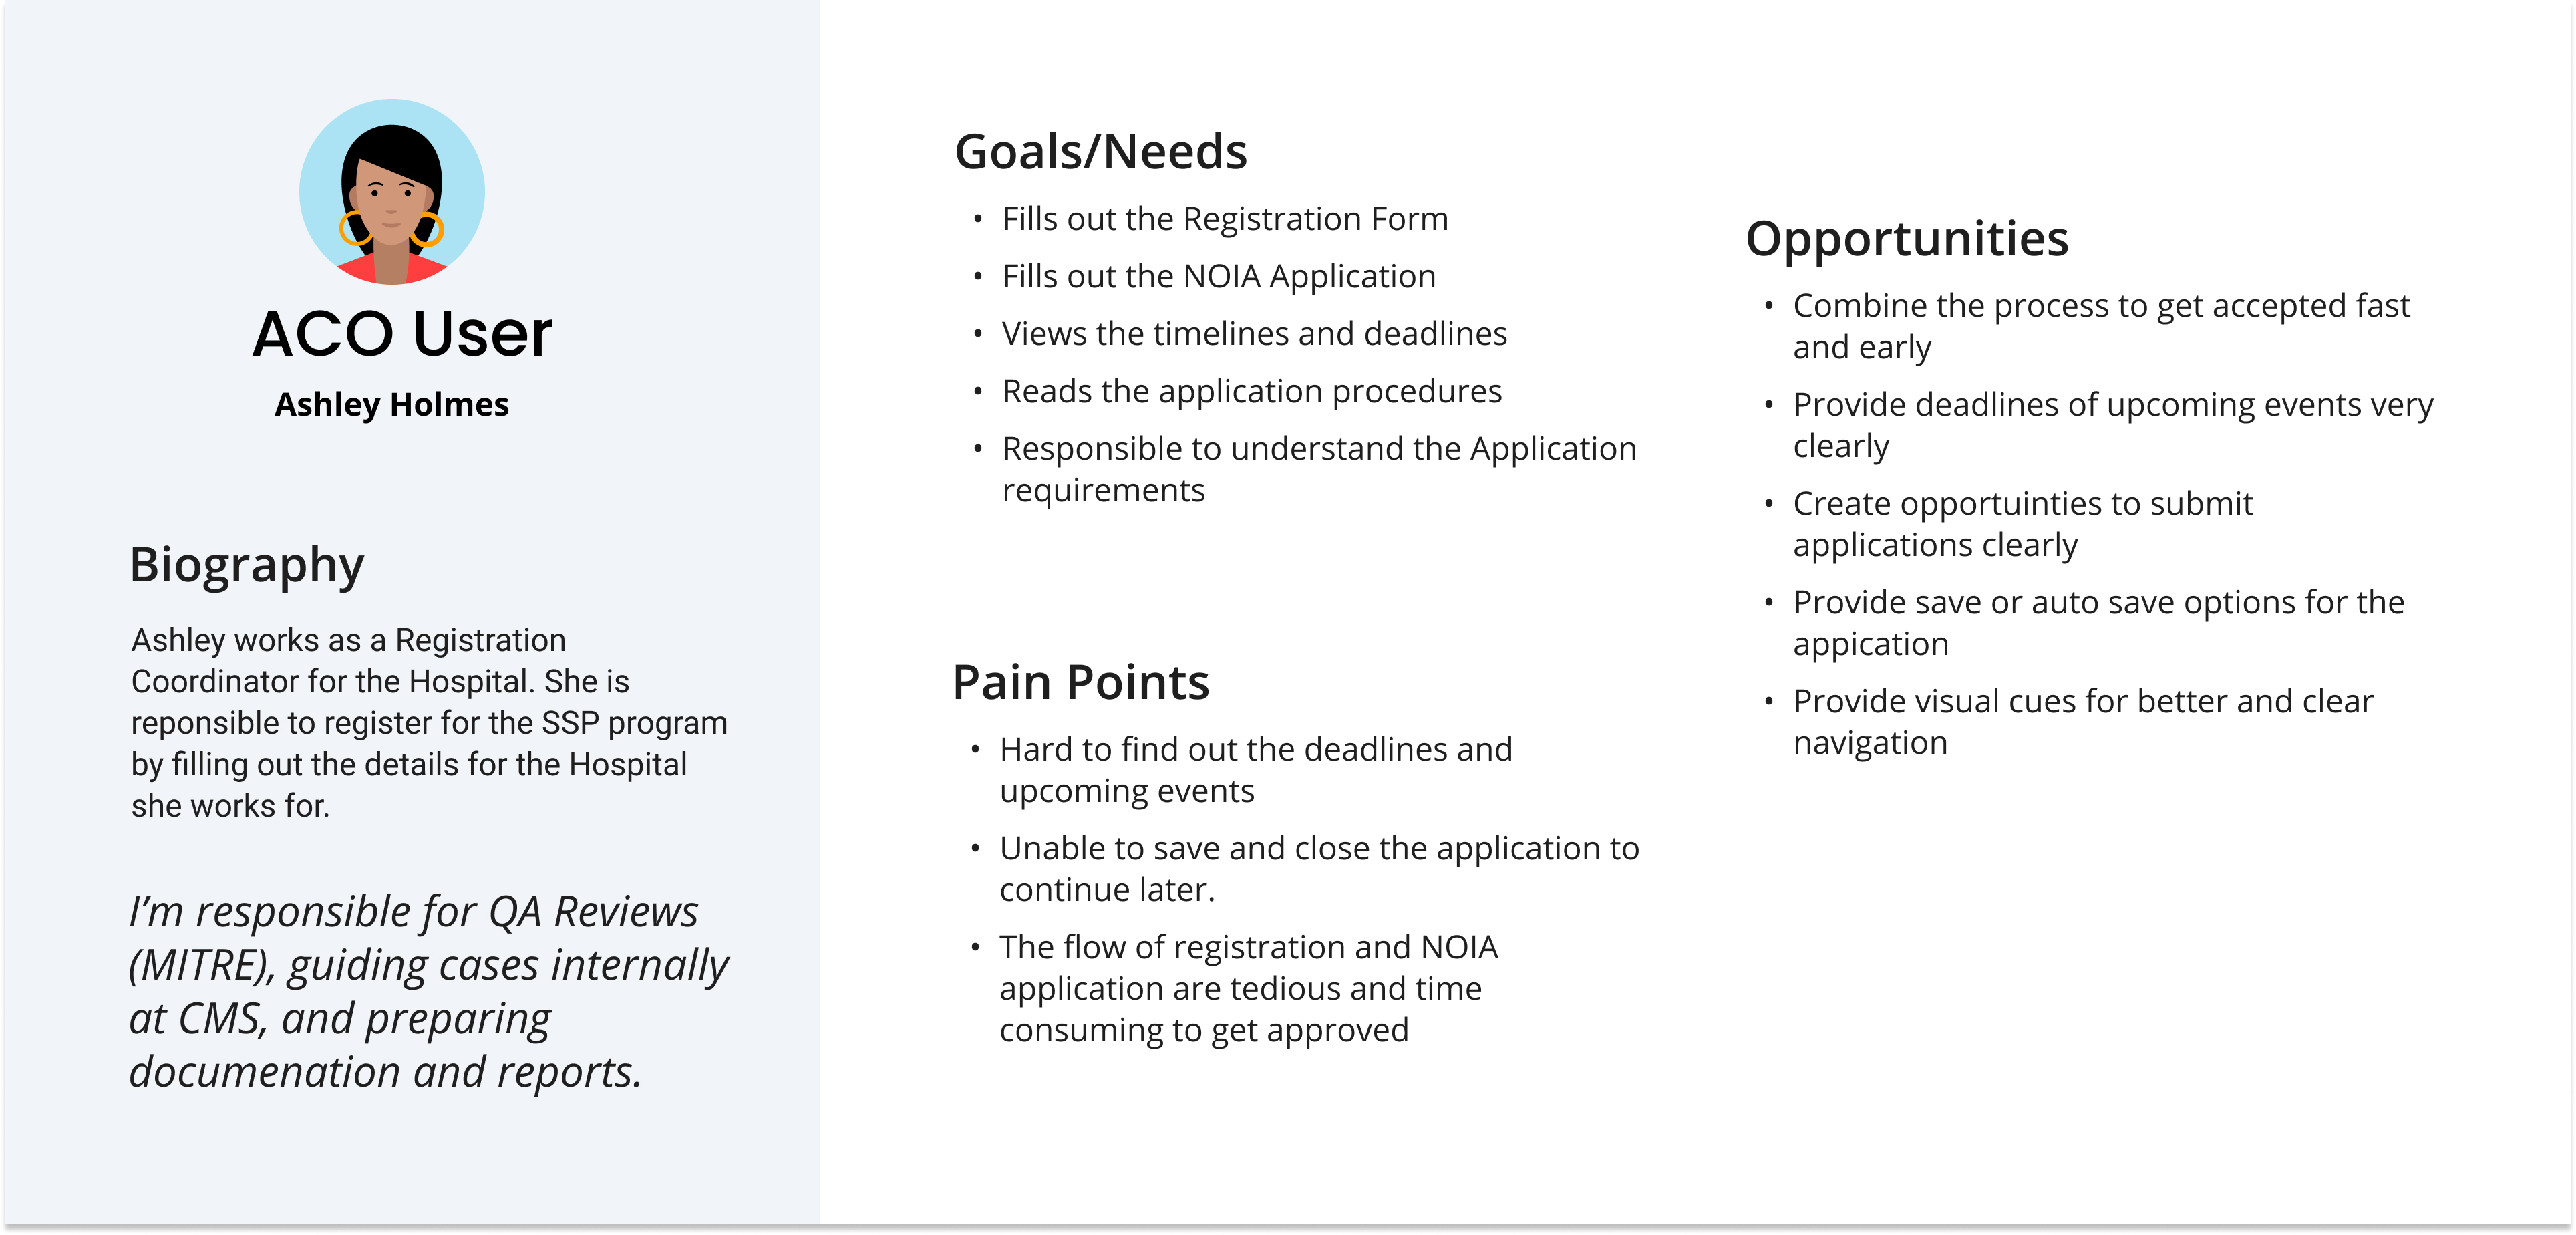 ACO User
Ashley Holmes
Biography
Ashley works as a Registration
Coordinator for the Hospital. She is
reponsible to register for the SSP program
by filling out the details for the Hospital
she works for.
I’m responsible for QA Reviews
(MITRE), guiding cases internally
at CMS, and preparing
documenation and reports.
Goals/Needs
• Fills out the Registration Form
• Fills out the NOIA Application
• Views the timelines and deadlines
• Reads the application procedures
• Responsible to understand the Application
requirements
Pain Points
• Hard to find out the deadlines and
upcoming events
• Unable to save and close the application to
continue later.
• The flow of registration and NOIA
application are tedious and time
consuming to get approved
Opportunities
• Combine the process to get accepted fast
and early
• Provide deadlines of upcoming events very
clearly
• Create opportuinties to submit
applications clearly
• Provide save or auto save options for the
appication
• Provide visual cues for better and clear
navigation